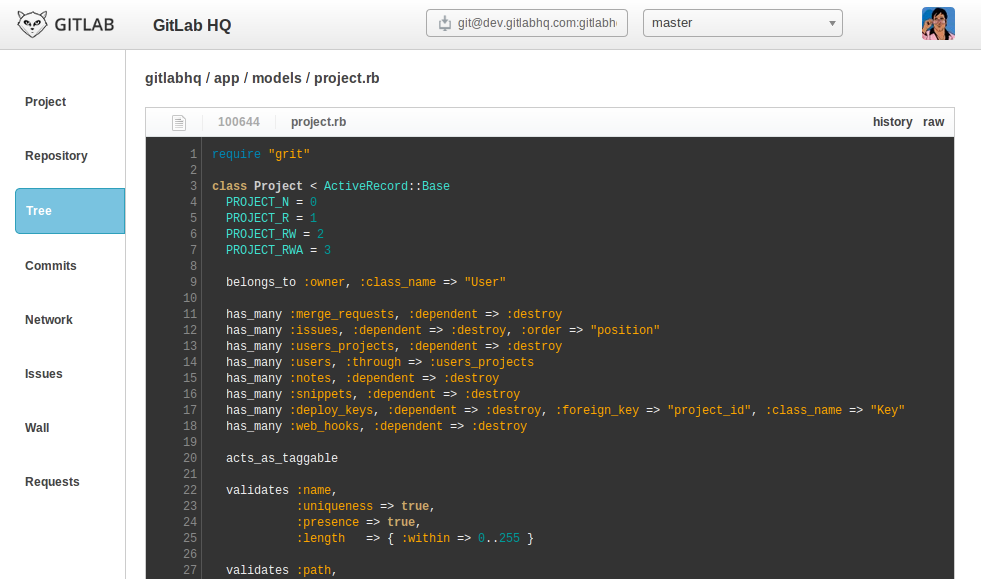 GITLAB GitLab HQ git@dev.gitlabhq.com:gitlabh master
Project
Repository
Tree
Commits
Network
Issues
Wall
Requests
gitlabhq / app / models / project.rb
100644 project.rb history raw
1 require "grit"
2
3 class Project < ActiveRecord::Base
4   PROJECT_N = 0
5   PROJECT_R = 1
6   PROJECT_RW = 2
7   PROJECT_RWA = 3
8
9   belongs_to :owner, :class_name => "User"
10
11   has_many :merge_requests, :dependent => :destroy
12   has_many :issues, :dependent => :destroy, :order => "position"
13   has_many :users_projects, :dependent => :destroy
14   has_many :users, :through => :users_projects
15   has_many :notes, :dependent => :destroy
16   has_many :snippets, :dependent => :destroy
17   has_many :deploy_keys, :dependent => :destroy, :foreign_key => "project_id", :class_name => "Key"
18   has_many :web_hooks, :dependent => :destroy
19
20   acts_as_taggable
21
22   validates :name,
23             :uniqueness => true,
24             :presence => true,
25             :length   => { :within => 0..255 }
26
27   validates :path,